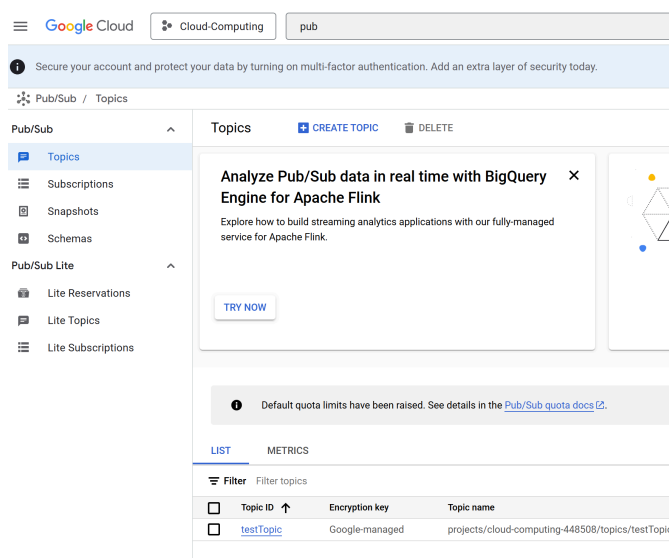 Google Cloud
Cloud-Computing
pub
Secure your account and protect your data by turning on multi-factor authentication. Add an extra layer of security today.
Pub/Sub / Topics
Pub/Sub
Topics
Subscriptions
Snapshots
Schemas
Pub/Sub Lite
Lite Reservations
Lite Topics
Lite Subscriptions
Topics
CREATE TOPIC
DELETE
Analyze Pub/Sub data in real time with BigQuery
Engine for Apache Flink
Explore how to build streaming analytics applications with our fully-managed
service for Apache Flink.
TRY NOW
Default quota limits have been raised. See details in the Pub/Sub quota docs.
LIST METRICS
Filter Filter topics
Topic ID Encryption key Topic name
testTopic Google-managed projects/cloud-computing-448508/topics/testTopic